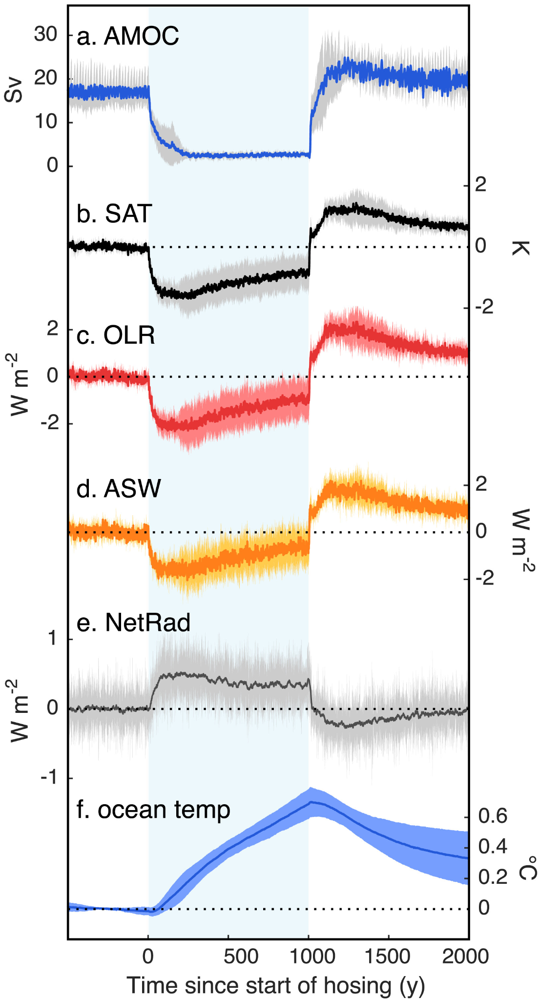 a. AMOC
30
20
10
0
Sv
b. SAT
2
0
-2
K
c. OLR
2
0
-2
W m-2
d. ASW
2
0
-2
W m-2
e. NetRad
1
0
-1
W m-2
f. ocean temp
0.6
0.4
0.2
0
°C
0 500 1000 1500 2000
Time since start of hosing (y)